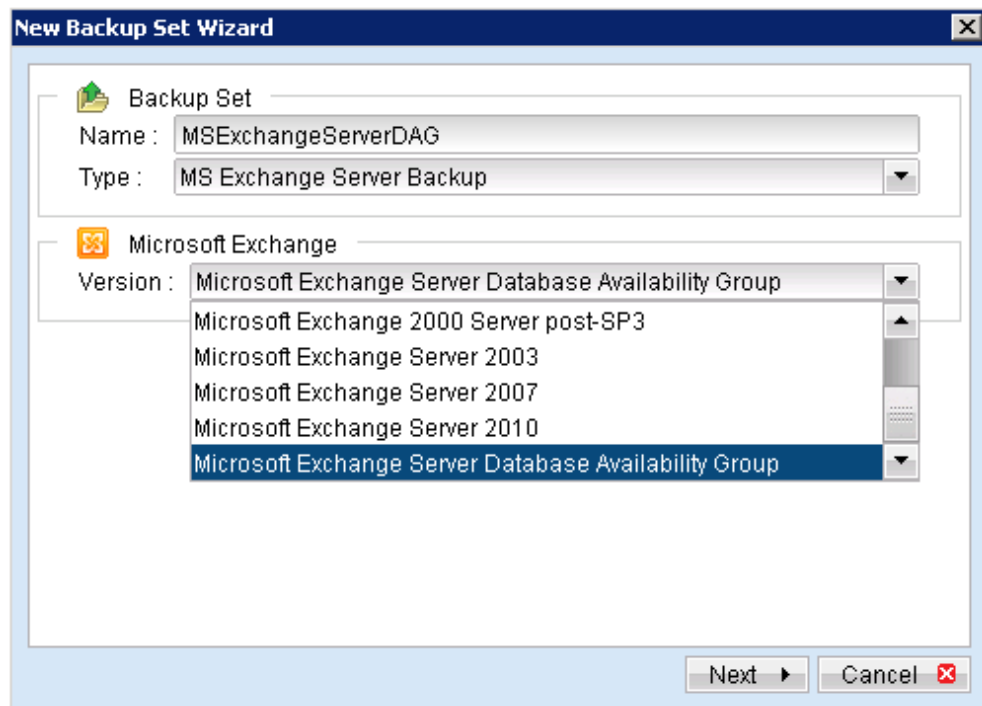 New Backup Set Wizard
Backup Set
Name : MSExchangeServerDAG
Type : MS Exchange Server Backup
Microsoft Exchange
Version : Microsoft Exchange Server Database Availability Group
Microsoft Exchange 2000 Server post-SP3
Microsoft Exchange Server 2003
Microsoft Exchange Server 2007
Microsoft Exchange Server 2010
Microsoft Exchange Server Database Availability Group
Next Cancel